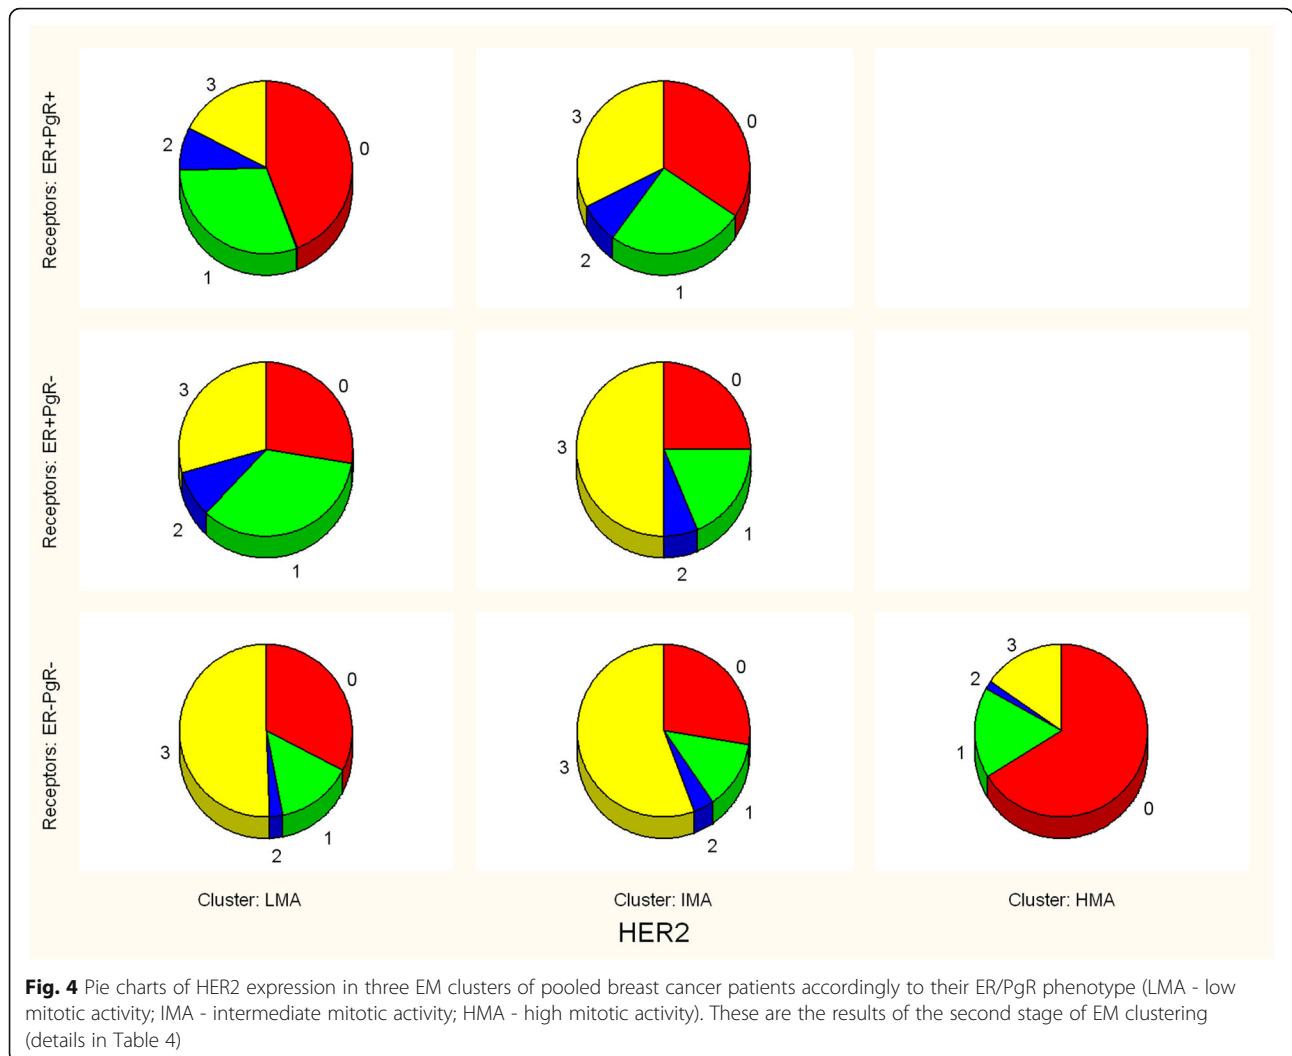 Receptors: ER+PgR+
3
0
2
1
3
0
2
1
Receptors: ER+PgR-
3
0
2
1
0
3
1
2
Receptors: ER-PgR-
0
3
1
2
0
3
1
2
3
2
1
0
Cluster: LMA
Cluster: IMA
Cluster: HMA
HER2
Fig. 4 Pie charts of HER2 expression in three EM clusters of pooled breast cancer patients accordingly to their ER/PgR phenotype (LMA - low
mitotic activity; IMA - intermediate mitotic activity; HMA - high mitotic activity). These are the results of the second stage of EM clustering
(details in Table 4)